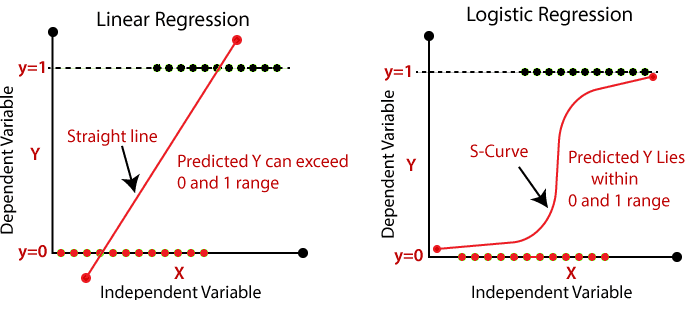 Linear Regression
y=1
Dependent Variable
Y
Straight line
Predicted Y can exceed
0 and 1 range
y=0
X
Independent Variable
Logistic Regression
y=1
Dependent Variable
Y
S-Curve
Predicted Y Lies
within
0 and 1 range
y=0
X
Independent Variable